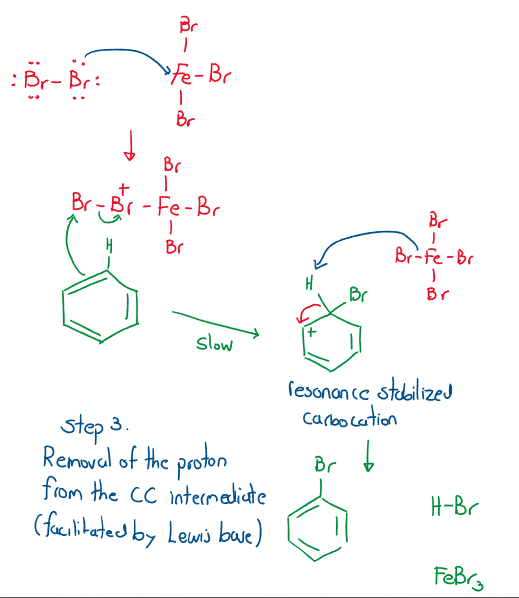 Br
:Br-Br: Fe-Br
Br
Br
+
Br-Br-Fe-Br
Br
H
Br
Br-Fe-Br
Br
H
Br
+
Slow
resonance stabilized
carbocation
Step 3.
Removal of the proton
from the CC intermediate
(facilitated by Lewis base)
Br
H-Br
FeBr₃